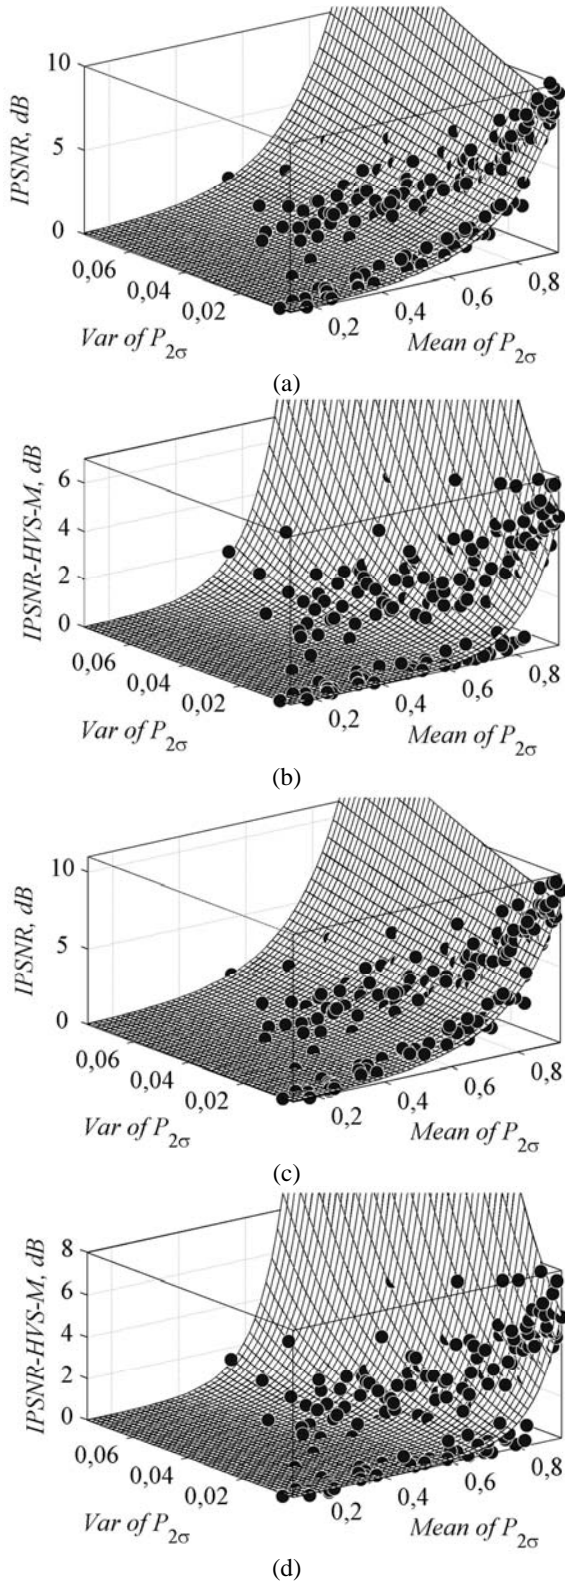 10
5
0
IPSNR, dB
0,06
0,04
0,02
Var of P2σ
0,2
0,4
0,6
0,8
Mean of P2σ
(a)
6
4
2
0
IPSNR-HVS-M, dB
0,06
0,04
0,02
Var of P2σ
0,2
0,4
0,6
0,8
Mean of P2σ
(b)
10
5
0
IPSNR, dB
0,06
0,04
0,02
Var of P2σ
0,2
0,4
0,6
0,8
Mean of P2σ
(c)
8
6
4
2
0
IPSNR-HVS-M, dB
0,06
0,04
0,02
Var of P2σ
0,2
0,4
0,6
0,8
Mean of P2σ
(d)